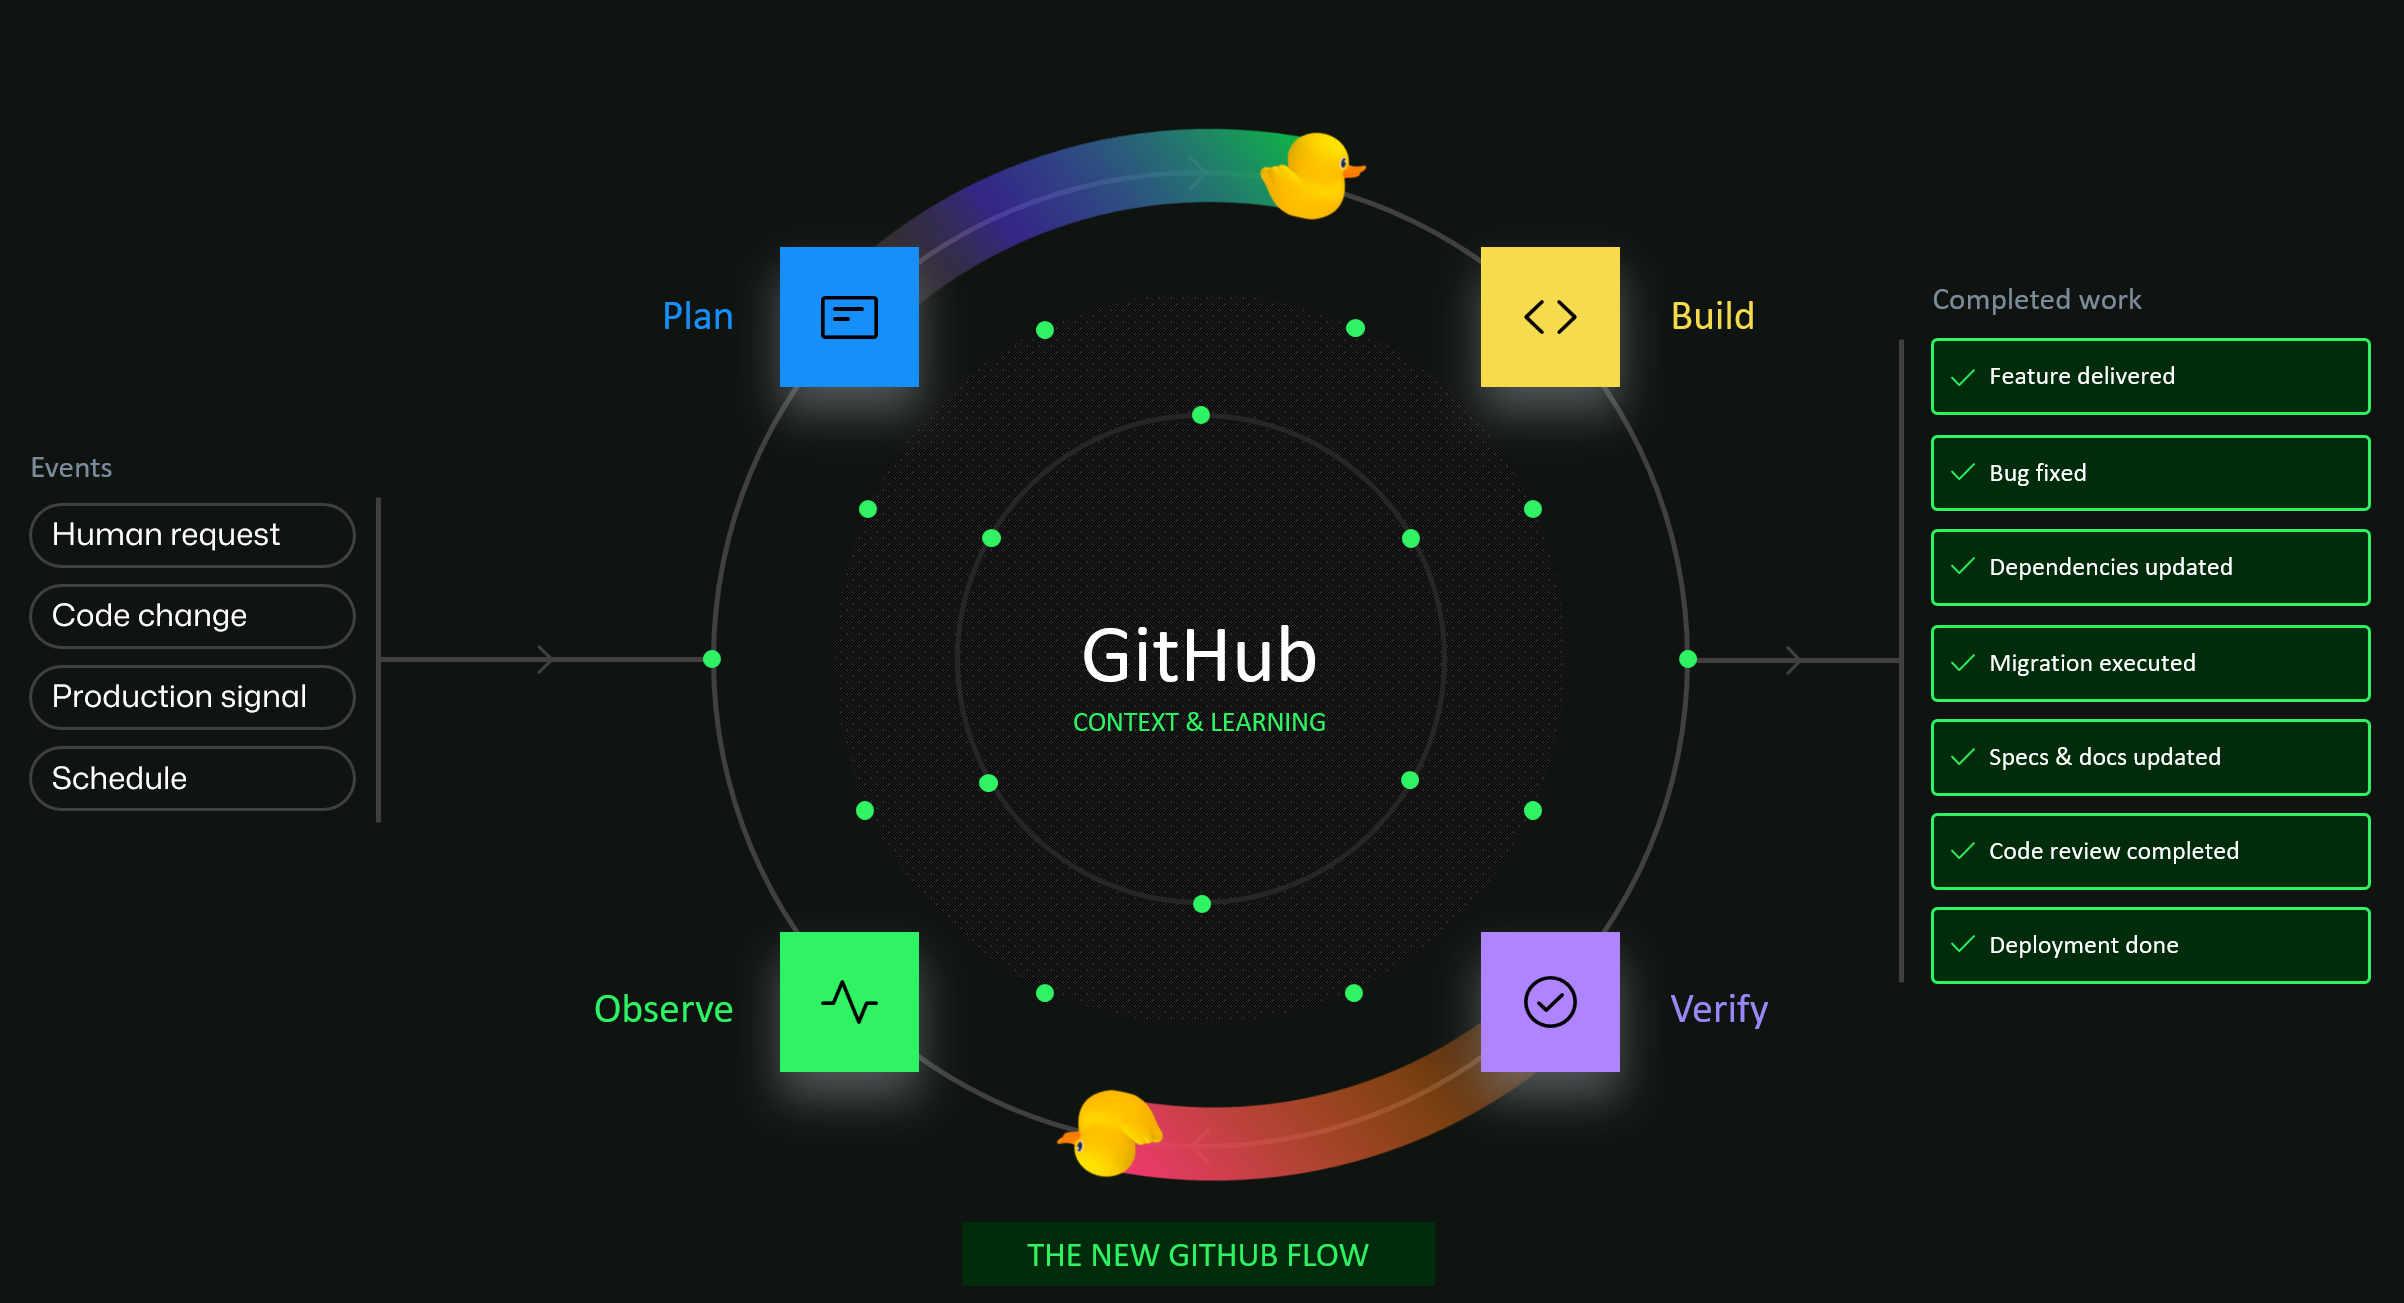 Plan
Build
Events
Human request
Code change
Production signal
Schedule
GitHub
CONTEXT & LEARNING
Observe
Verify
Completed work
Feature delivered
Bug fixed
Dependencies updated
Migration executed
Specs & docs updated
Code review completed
Deployment done
THE NEW GITHUB FLOW